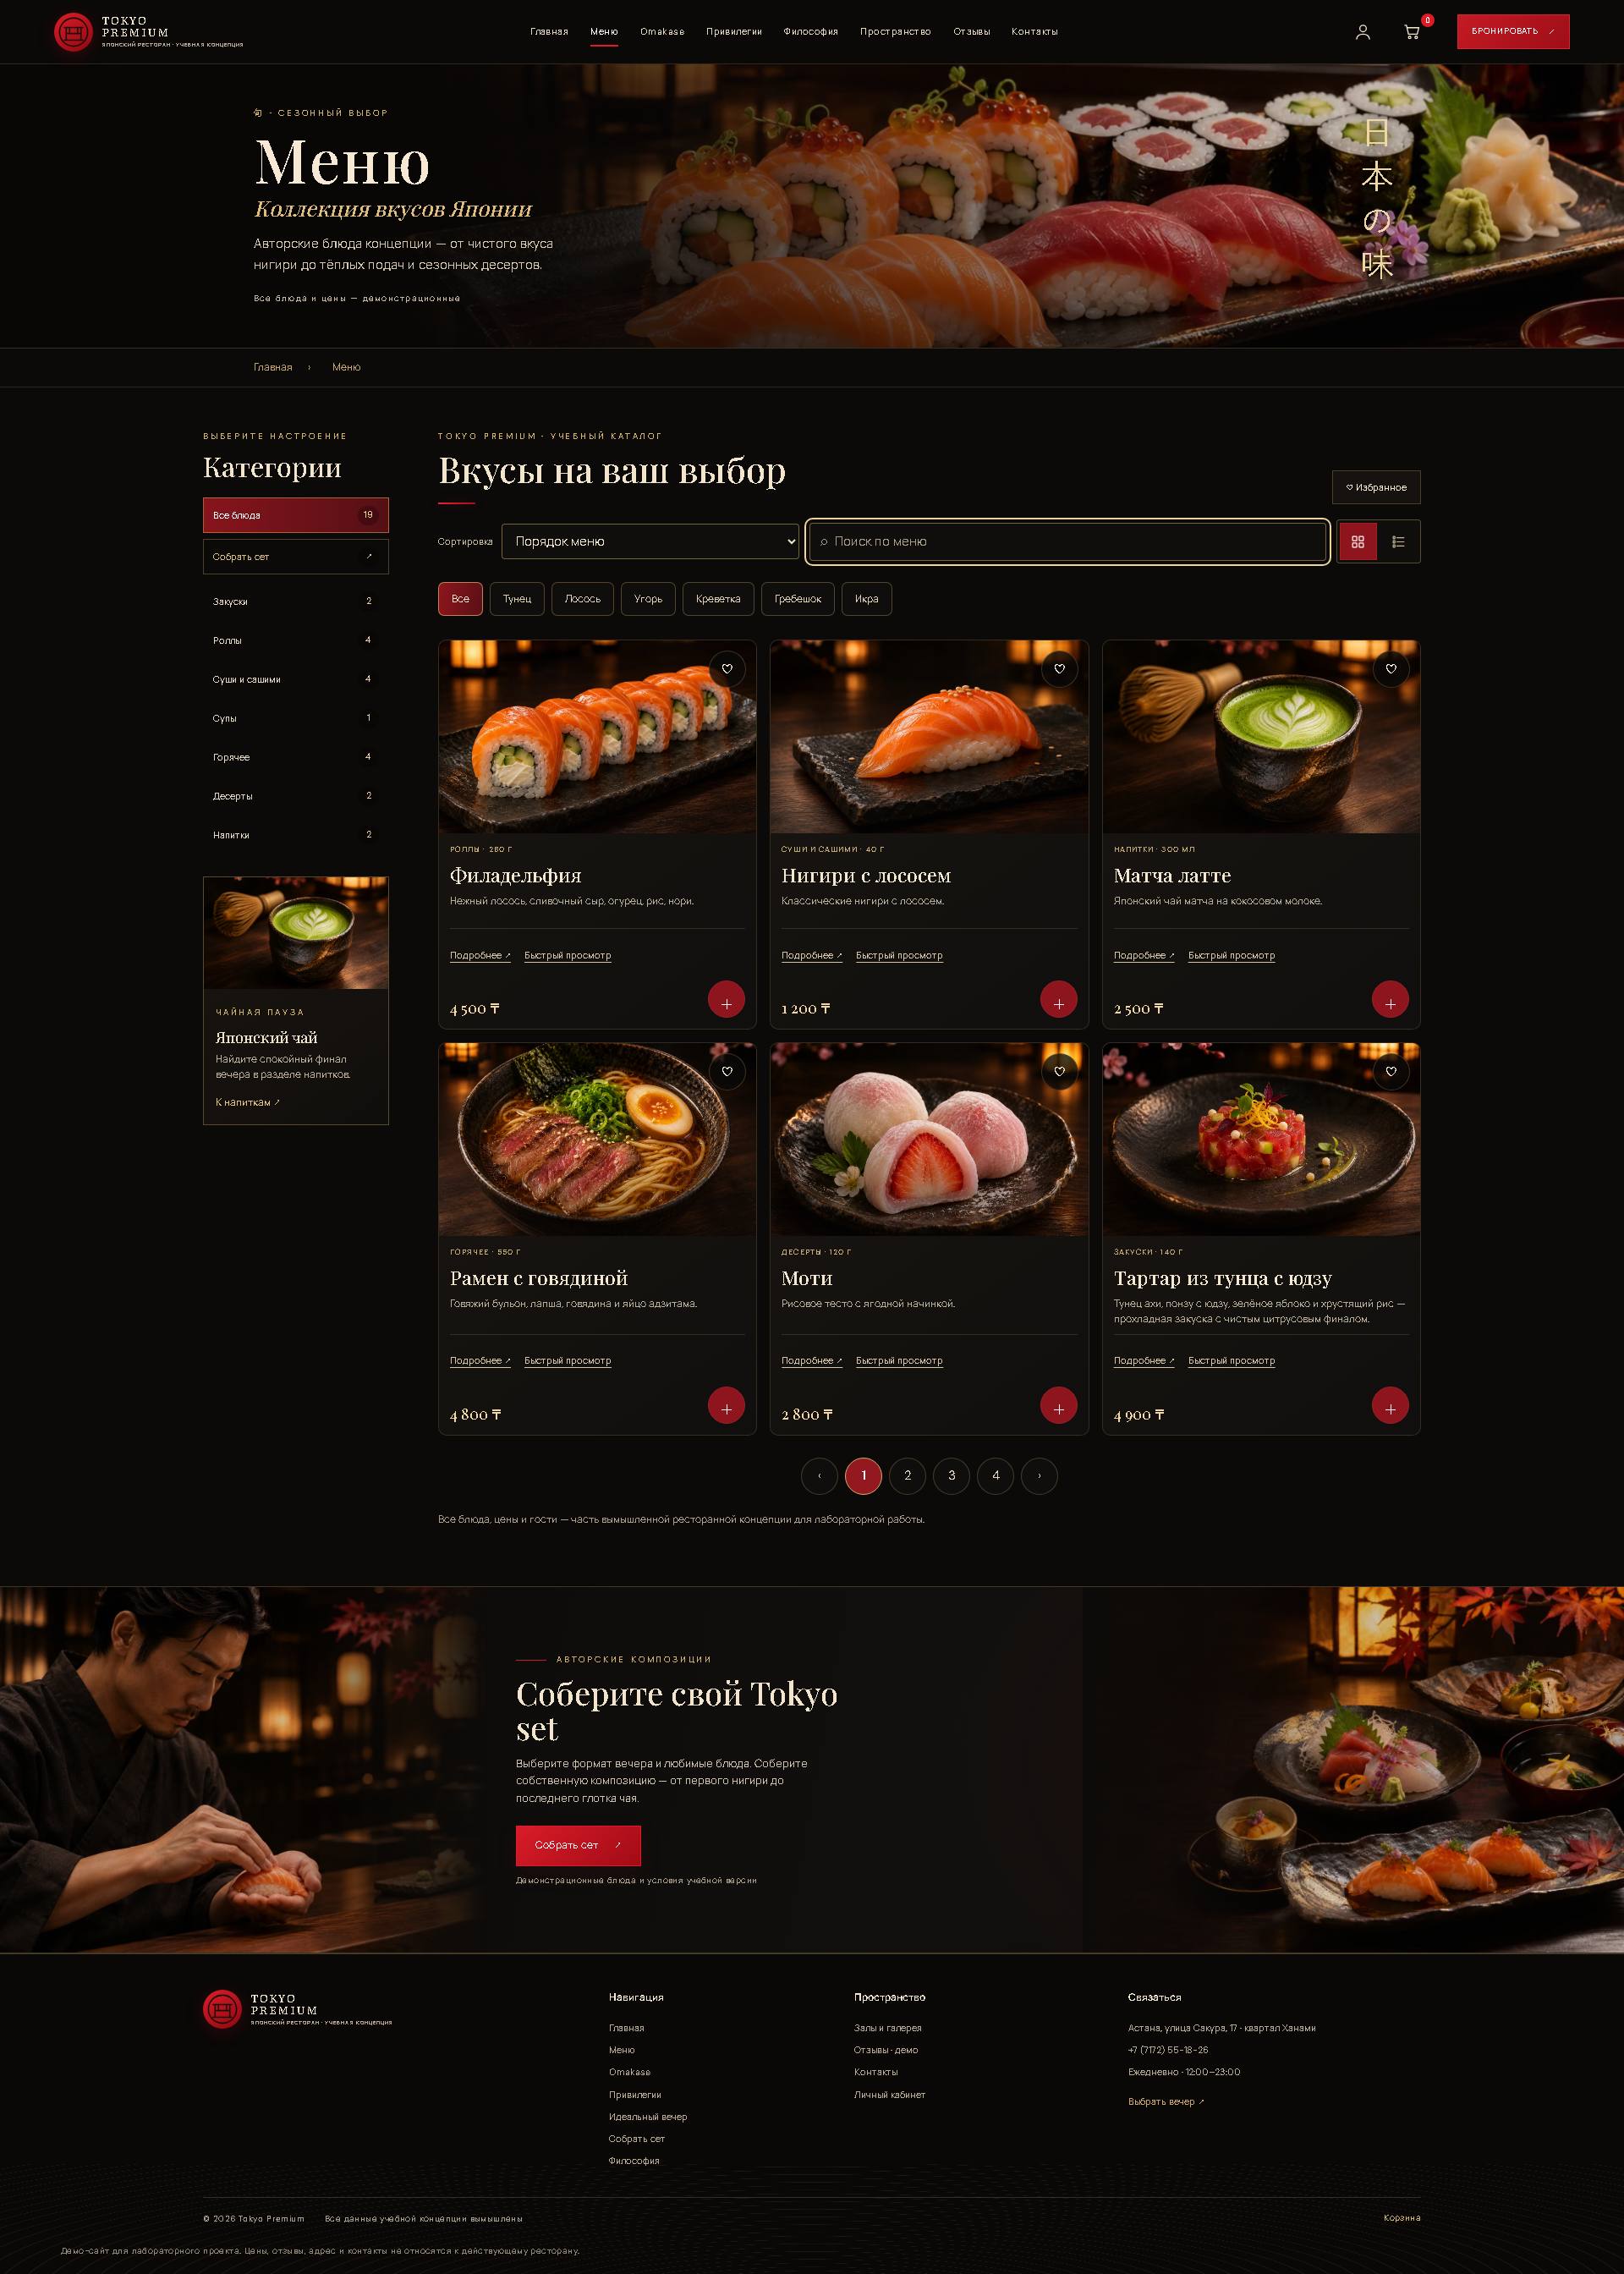 TOKYO
PREMIUM
ЯПОНСКИЙ РЕСТОРАН · УЧЕБНАЯ КОНЦЕПЦИЯ
Главная
Меню
Omakase
Привилегии
Философия
Пространство
Отзывы
Контакты
0
БРОНИРОВАТЬ ↗
旬 · СЕЗОННЫЙ ВЫБОР
Меню
Коллекция вкусов Японии
Авторские блюда концепции — от чистого вкуса
нигири до тёплых подач и сезонных десертов.
Все блюда и цены — демонстрационные
日本の味
Главная › Меню
ВЫБЕРИТЕ НАСТРОЕНИЕ
Категории
Все блюда 19
Собрать сет ↗
Закуски 2
Роллы 4
Суши и сашими 4
Супы 1
Горячее 4
Десерты 2
Напитки 2
ЧАЙНАЯ ПАУЗА
Японский чай
Найдите спокойный финал
вечера в разделе напитков.
К напиткам ↗
TOKYO PREMIUM · УЧЕБНЫЙ КАТАЛОГ
Вкусы на ваш выбор
♡ Избранное
Сортировка
Порядок меню
⌕ Поиск по меню
Все
Тунец
Лосось
Угорь
Креветка
Гребешок
Икра
РОЛЛЫ · 280 Г
Филадельфия
Нежный лосось, сливочный сыр, огурец, рис, нори.
Подробнее ↗ Быстрый просмотр
4 500 ₸ +
СУШИ И САШИМИ · 40 Г
Нигири с лососем
Классические нигири с лососем.
Подробнее ↗ Быстрый просмотр
1 200 ₸ +
НАПИТКИ · 300 МЛ
Матча латте
Японский чай матча на кокосовом молоке.
Подробнее ↗ Быстрый просмотр
2 500 ₸ +
ГОРЯЧЕЕ · 550 Г
Рамен с говядиной
Говяжий бульон, лапша, говядина и яйцо адзитама.
Подробнее ↗ Быстрый просмотр
4 800 ₸ +
ДЕСЕРТЫ · 120 Г
Моти
Рисовое тесто с ягодной начинкой.
Подробнее ↗ Быстрый просмотр
2 800 ₸ +
ЗАКУСКИ · 140 Г
Тартар из тунца с юдзу
Тунец ахи, понзу с юдзу, зелёное яблоко и хрустящий рис —
прохладная закуска с чистым цитрусовым финалом.
Подробнее ↗ Быстрый просмотр
4 900 ₸ +
‹ 1 2 3 4 ›
Все блюда, цены и гости — часть вымышленной ресторанной концепции для лабораторной работы.
АВТОРСКИЕ КОМПОЗИЦИИ
Соберите свой Tokyo
set
Выберите формат вечера и любимые блюда. Соберите
собственную композицию — от первого нигири до
последнего глотка чая.
Собрать сет ↗
Демонстрационные блюда и условия учебной версии
TOKYO
PREMIUM
ЯПОНСКИЙ РЕСТОРАН · УЧЕБНАЯ КОНЦЕПЦИЯ
Навигация
Главная
Меню
Omakase
Привилегии
Идеальный вечер
Собрать сет
Философия
Пространство
Залы и галерея
Отзывы · демо
Контакты
Личный кабинет
Связаться
Астана, улица Сакура, 17 · квартал Ханами
+7 (7172) 55-18-26
Ежедневно · 12:00–23:00
Выбрать вечер ↗
© 2026 Tokyo Premium
Все данные учебной концепции вымышлены
Корзина
Демо-сайт для лабораторного проекта. Цены, отзывы, адрес и контакты не относятся к действующему ресторану.